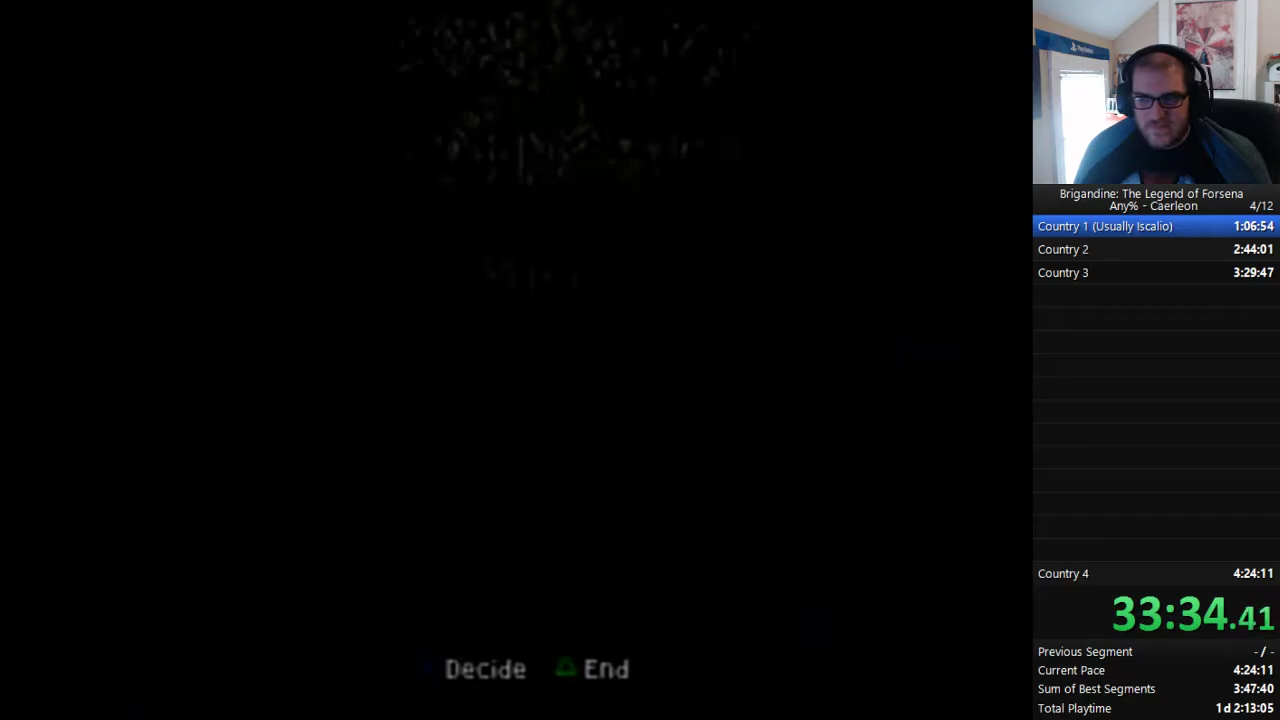 Brigandine: The Legend of Forsena
Any% - Caerleon 4/12
Country 1 (Usually Iscalio) 1:06:54
Country 2 2:44:01
Country 3 3:29:47
Country 4 4:24:11
33:34.41
Decide End
Previous Segment - / -
Current Pace 4:24:11
Sum of Best Segments 3:47:40
Total Playtime 1d 2:13:05